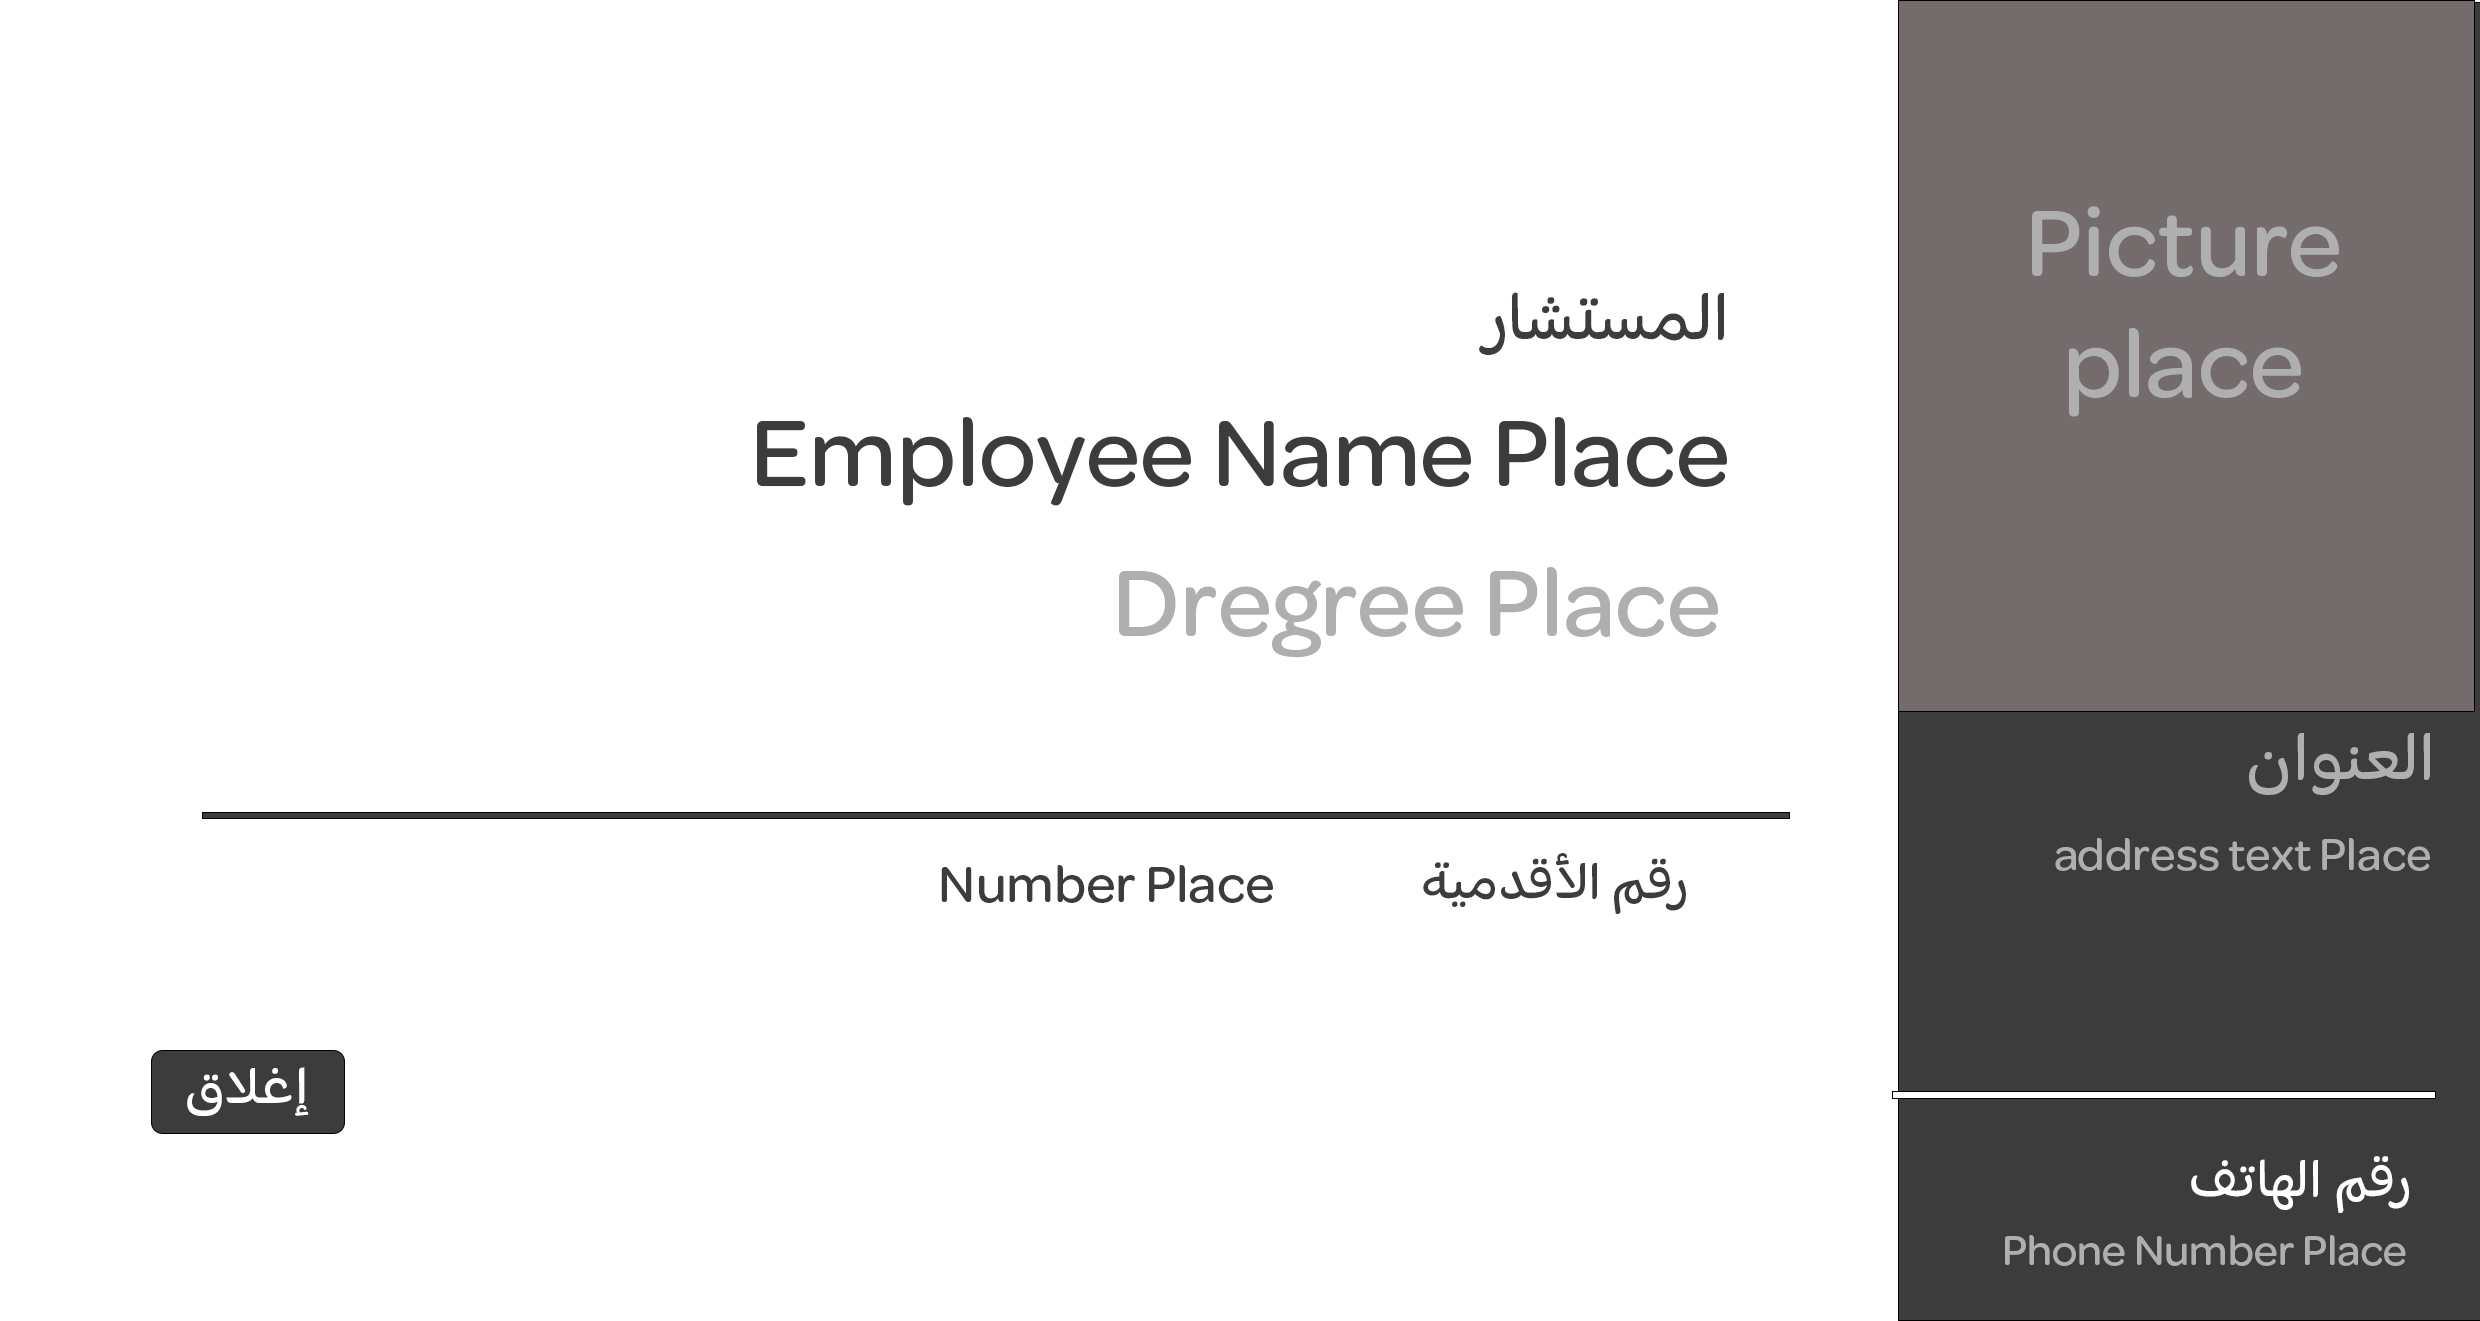 Picture
place
المستشار
Employee Name Place
Dregree Place
العنوان
address text Place
رقم الأقدمية
Number Place
إغلاق
رقم الهاتف
Phone Number Place